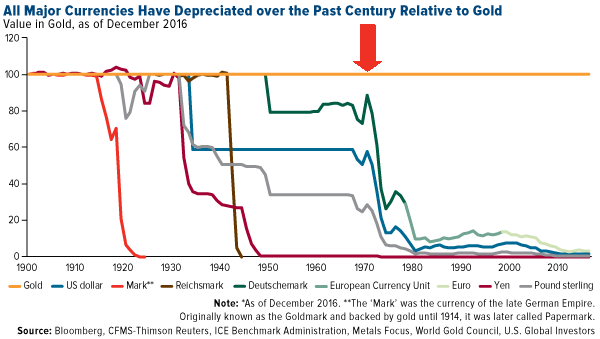 All Major Currencies Have Depreciated over the Past Century Relative to Gold
Value in Gold, as of December 2016
120
100
80
60
40
20
0
1900 1910 1920 1930 1940 1950 1960 1970 1980 1990 2000 2010
Gold US dollar Mark** Reichsmark Deutschemark European Currency Unit Euro Yen Pound sterling
Note: *As of December 2016. **The 'Mark' was the currency of the late German Empire.
Originally known as the Goldmark and backed by gold until 1914, it was later called Papermark.
Source: Bloomberg, CFMS-Thimson Reuters, ICE Benchmark Administration, Metals Focus, World Gold Council, U.S. Global Investors